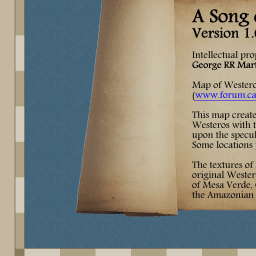 A Song
Version 1.
Intellectual prop
George RR Mart
Map of Westero
(www.forum.ca
This map create
Westeros with t
upon the specul
Some locations
The textures of
original Wester
of Mesa Verde,
the Amazonian